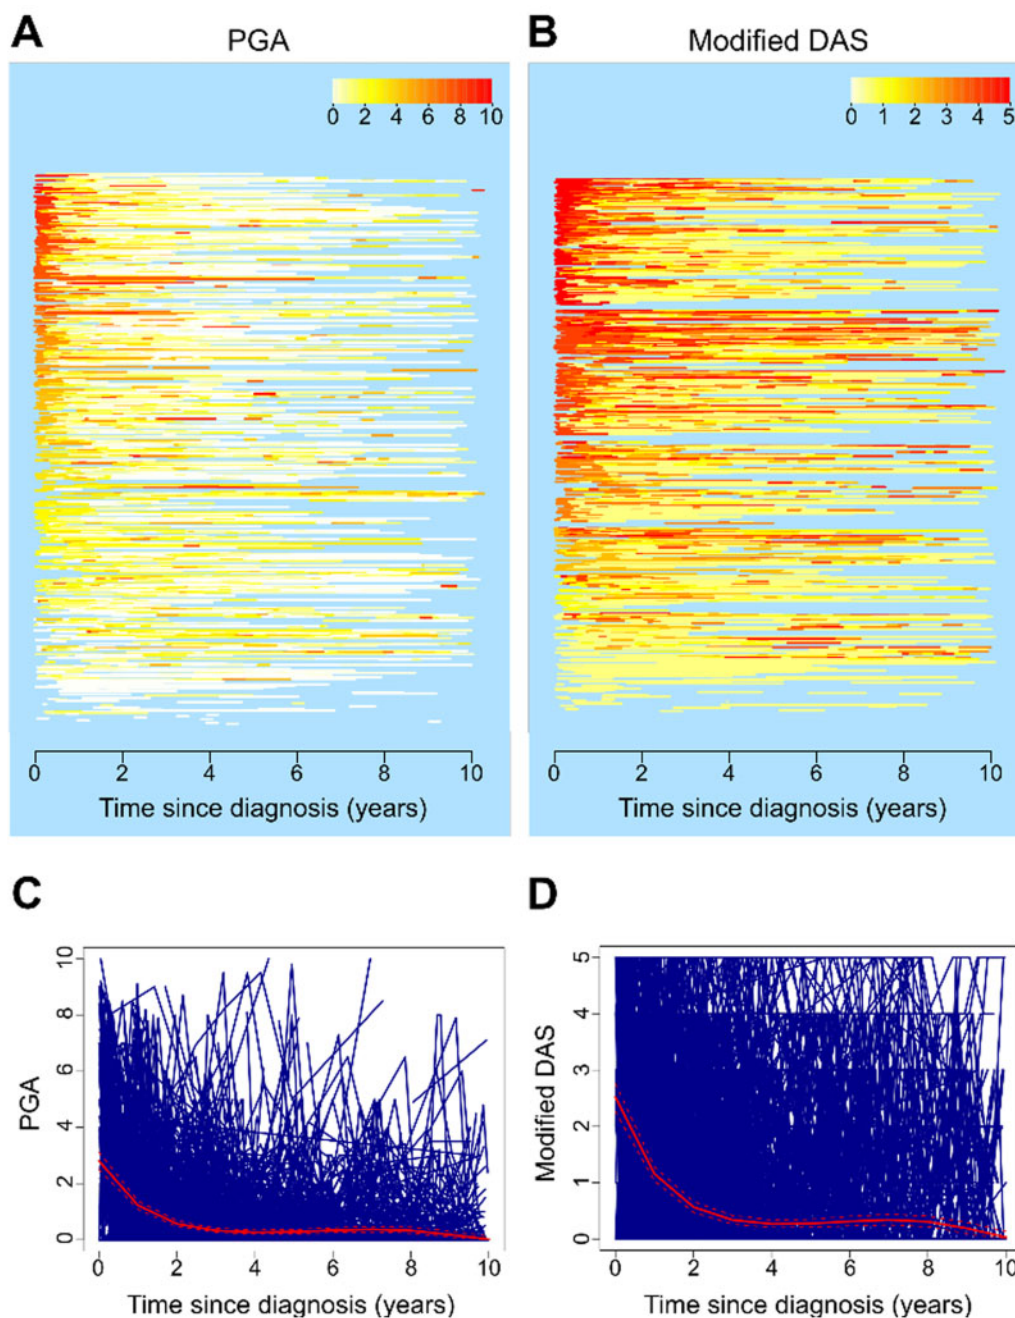 A PGA
0 2 4 6 8 10
0 2 4 6 8 10
Time since diagnosis (years)
B Modified DAS
0 1 2 3 4 5
0 2 4 6 8 10
Time since diagnosis (years)
C
PGA
10
8
6
4
2
0
0 2 4 6 8 10
Time since diagnosis (years)
D
Modified DAS
5
4
3
2
1
0
0 2 4 6 8 10
Time since diagnosis (years)